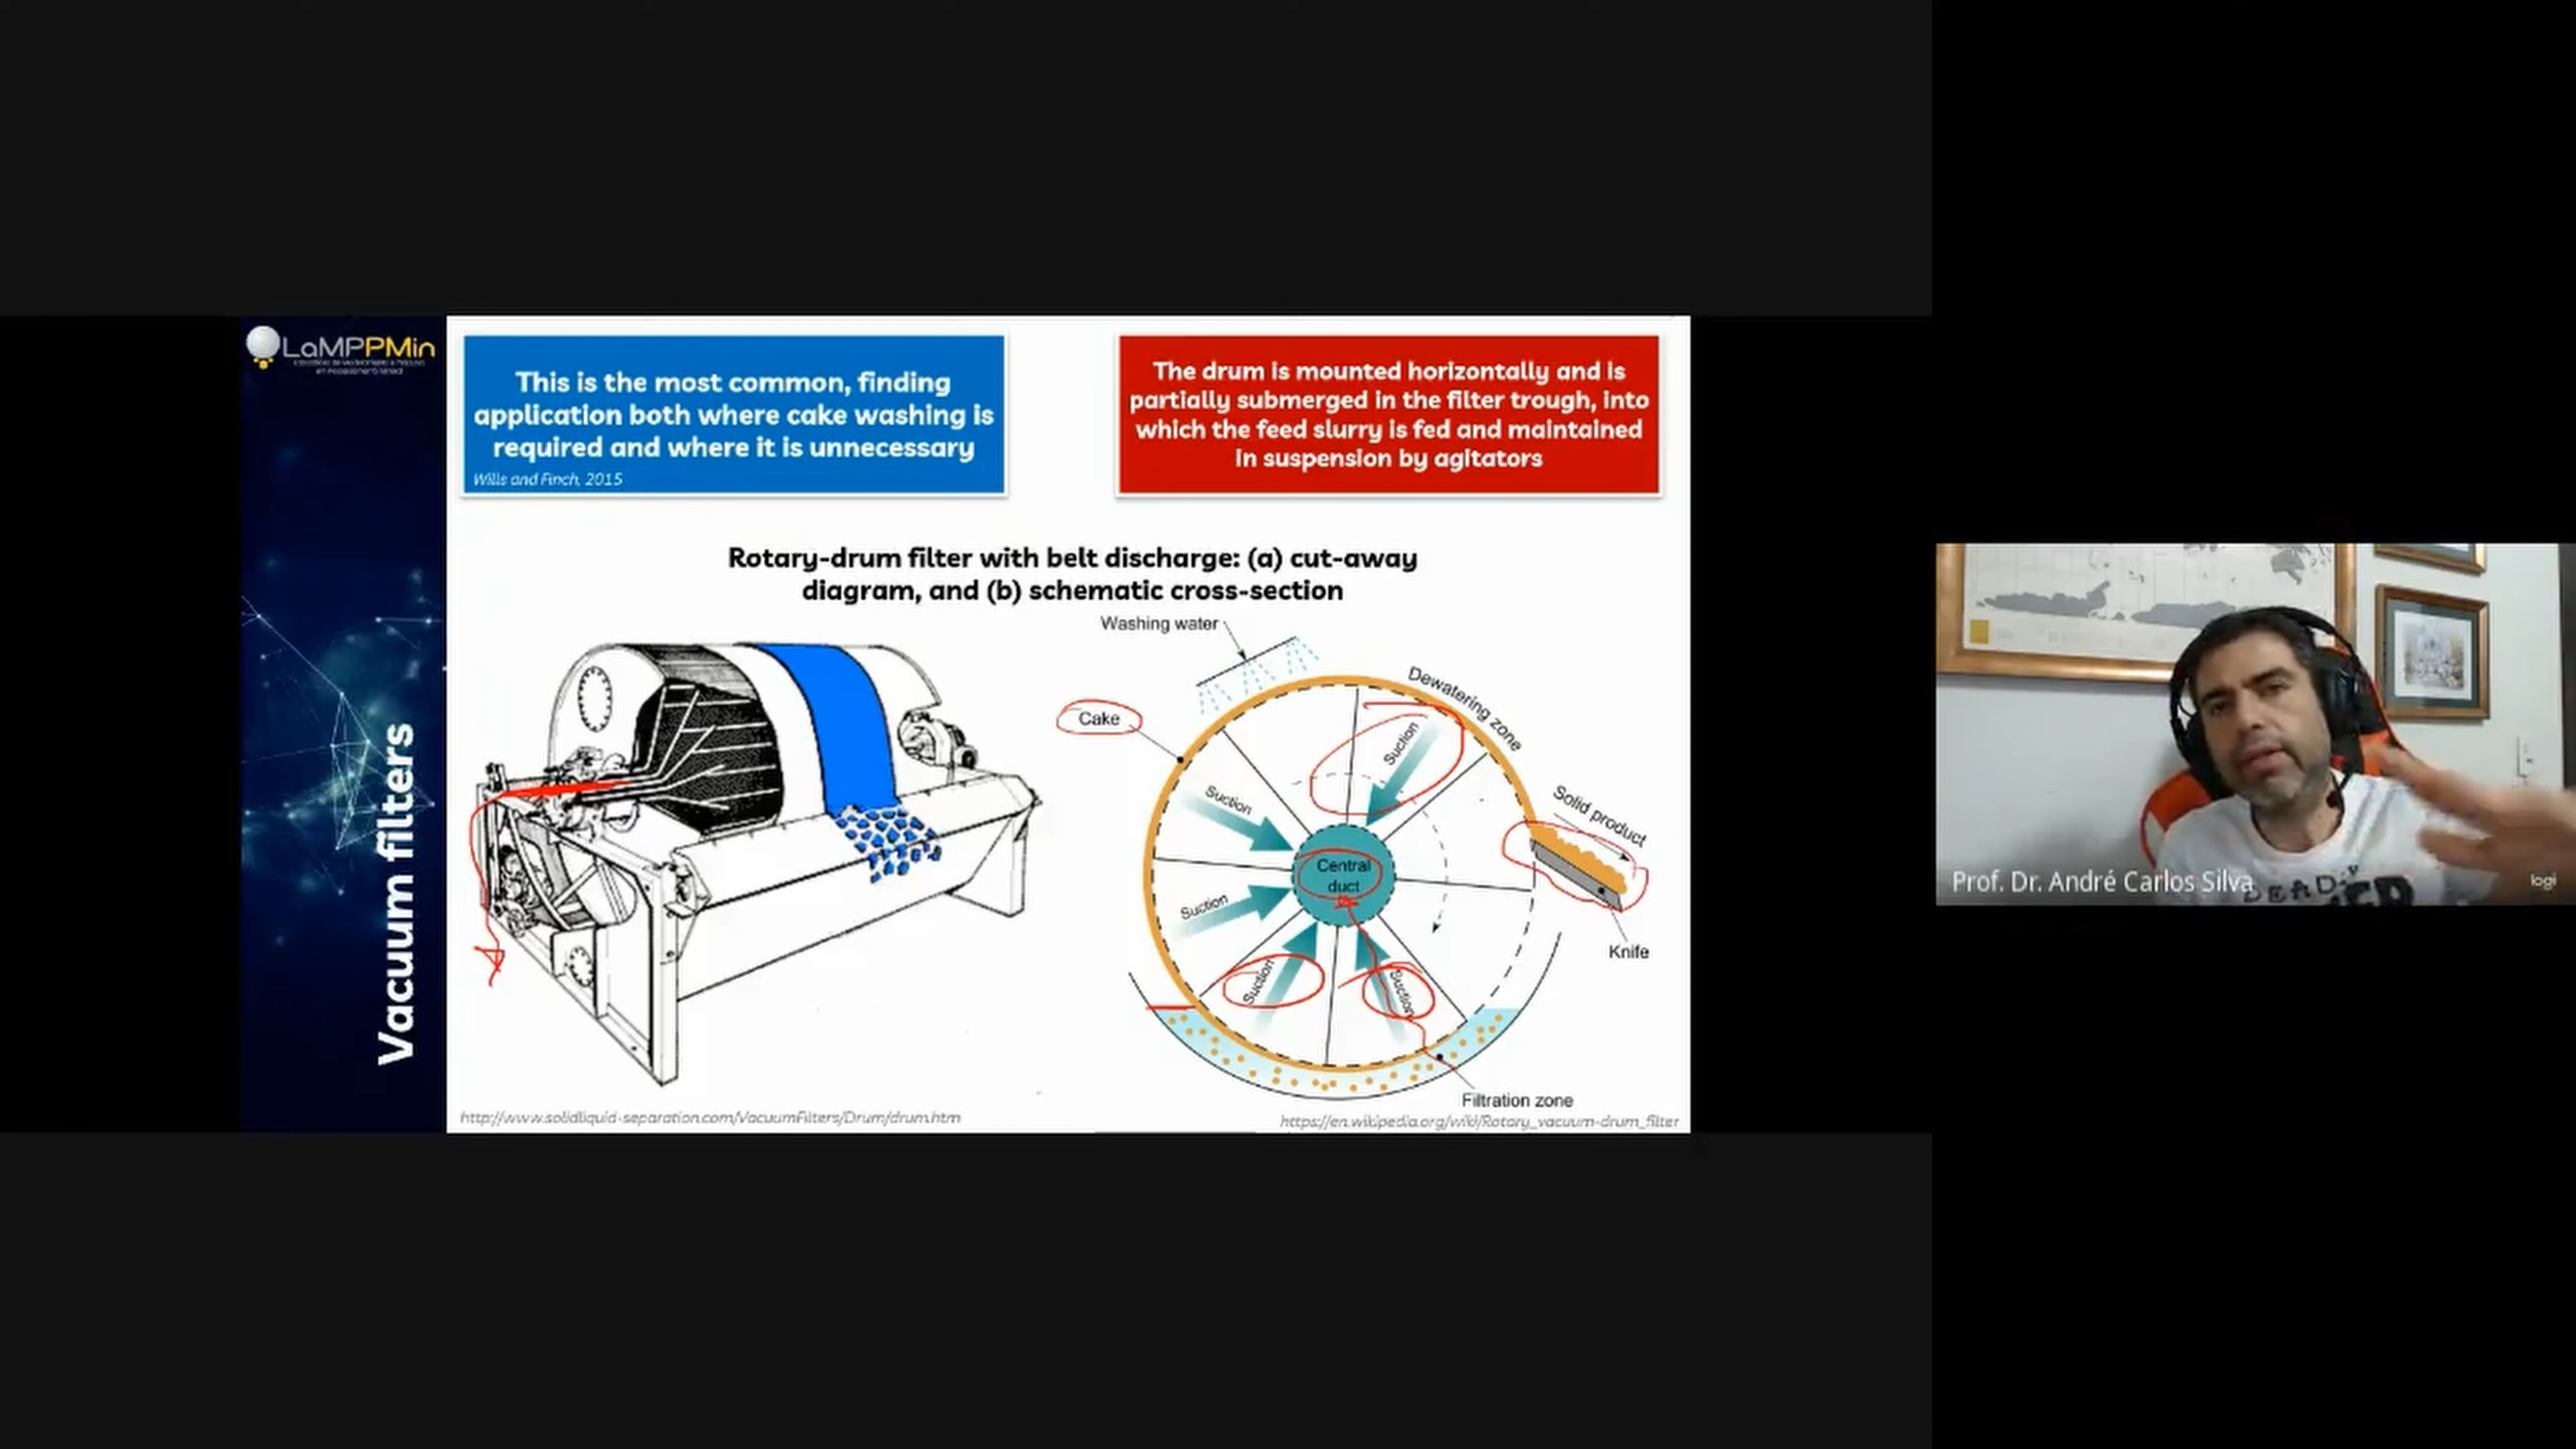 LaMPPMin
Vacuum filters
This is the most common, finding
application both where cake washing is
required and where it is unnecessary
Wills and Finch, 2015
The drum is mounted horizontally and is
partially submerged in the filter trough, into
which the feed slurry is fed and maintained
in suspension by agitators
Rotary-drum filter with belt discharge: (a) cut-away
diagram, and (b) schematic cross-section
Washing water
Cake
Dewatering zone
Suction
Suction
Suction
Suction
Suction
Central
duct
Solid product
Knife
Filtration zone
http://www.solidliquid-separation.com/VacuumFilters/Drum/drum.htm
https://en.wikipedia.org/wiki/Rotary_vacuum-drum_filter
Prof. Dr. André Carlos Silva
logi